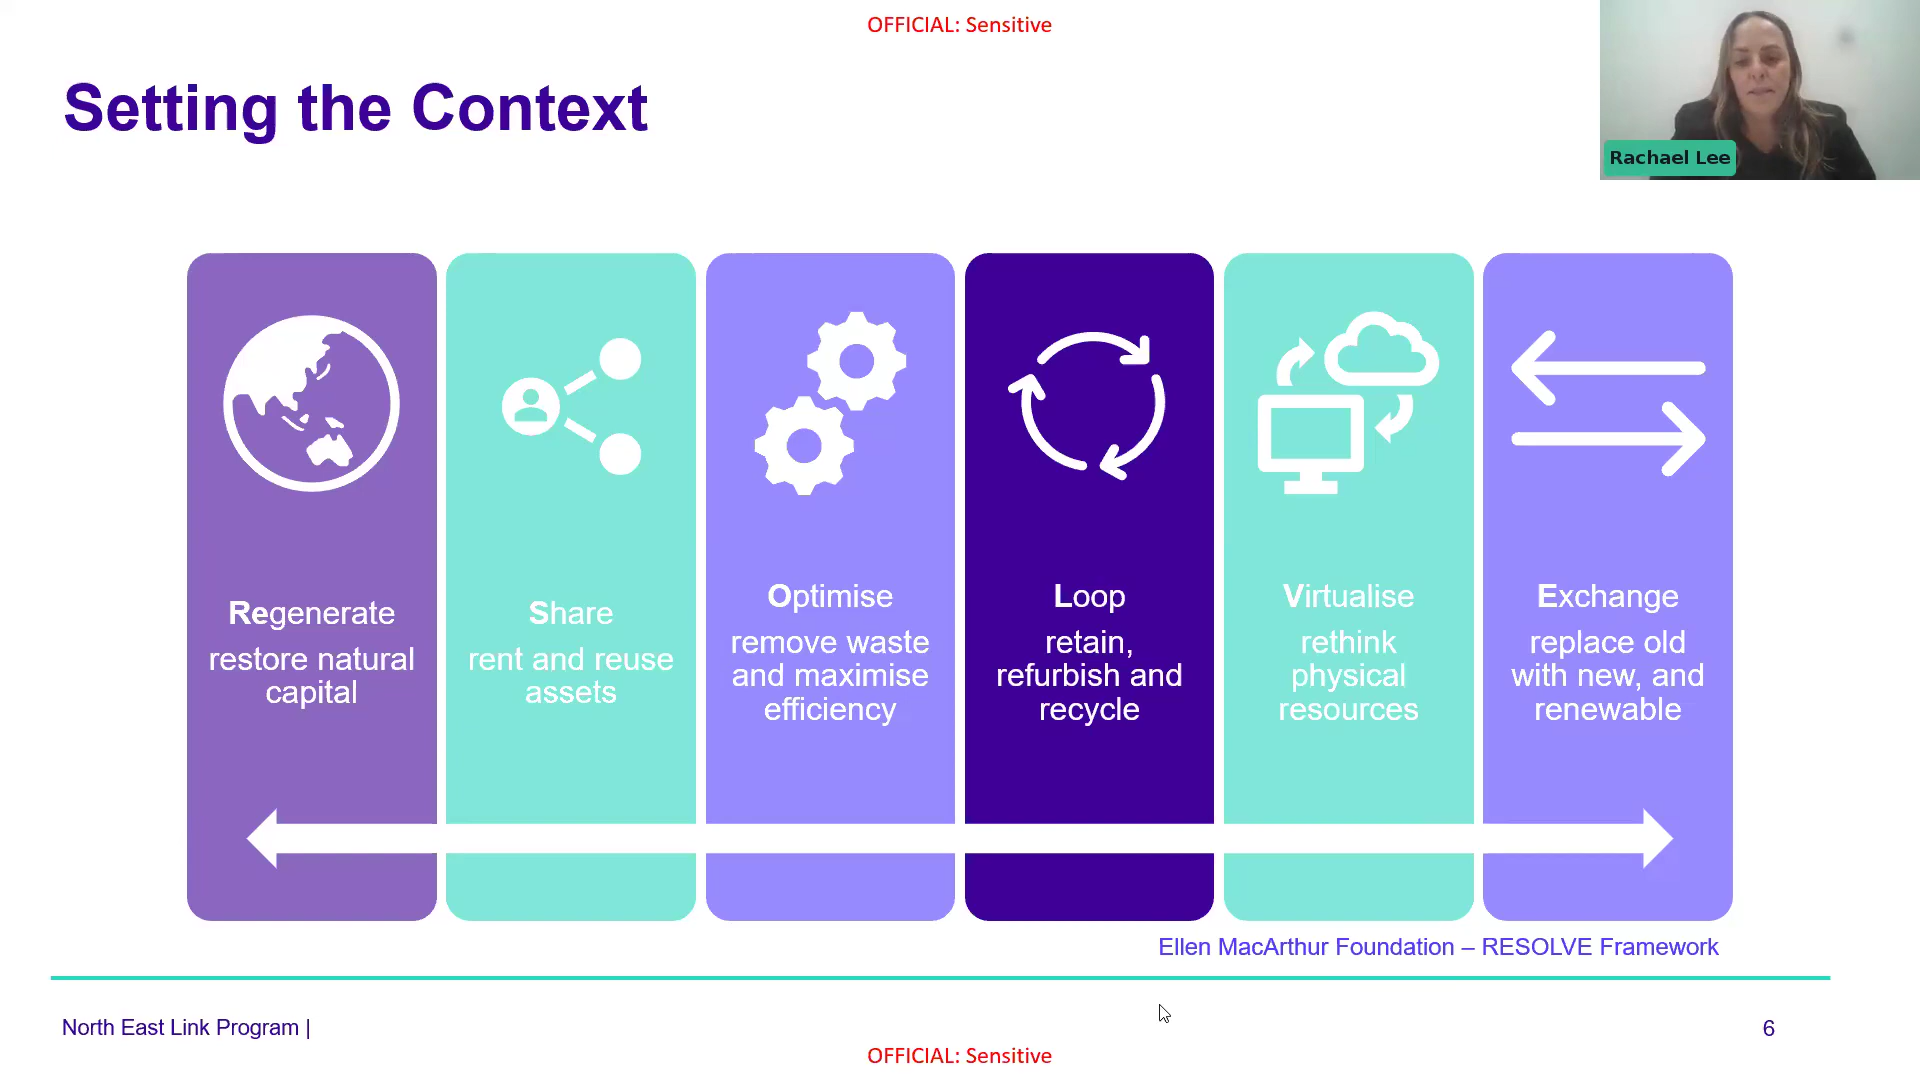 OFFICIAL: Sensitive
Setting the Context
Rachael Lee
Regenerate
restore natural
capital
Share
rent and reuse
assets
Optimise
remove waste
and maximise
efficiency
Loop
retain,
refurbish and
recycle
Virtualise
rethink
physical
resources
Exchange
replace old
with new, and
renewable
Ellen MacArthur Foundation – RESOLVE Framework
North East Link Program |
6
OFFICIAL: Sensitive